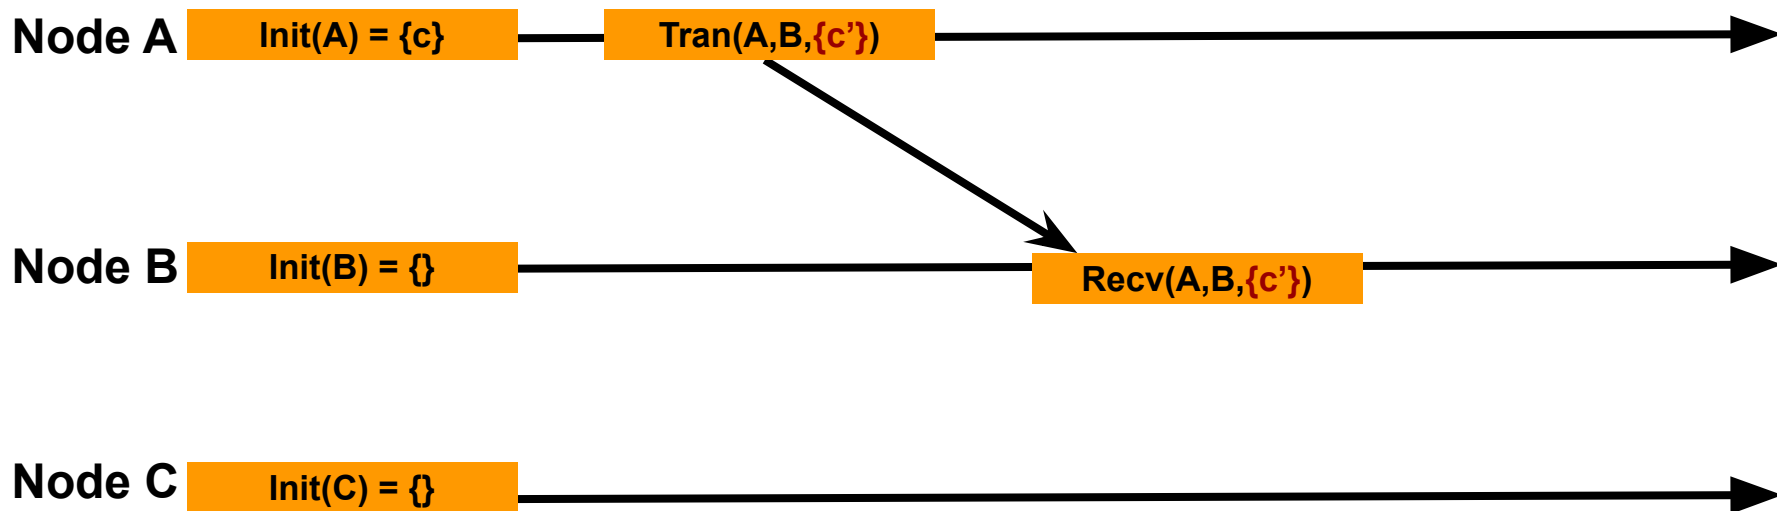 Node A Init(A) = {c} Tran(A,B,{c’})
Node B Init(B) = {} Recv(A,B,{c’})
Node C Init(C) = {}